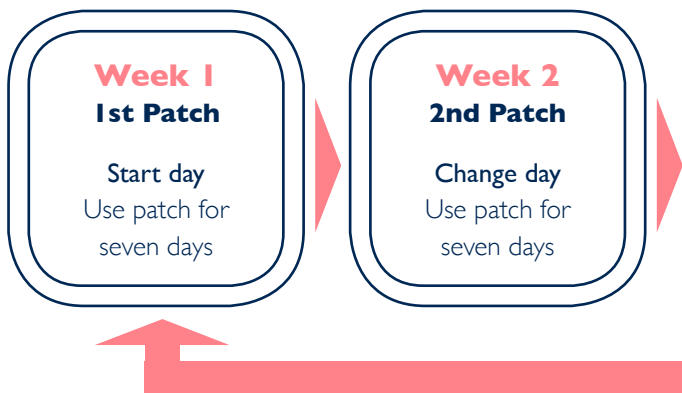 Week 1
1st Patch
Start day
Use patch for
seven days
Week 2
2nd Patch
Change day
Use patch for
seven days